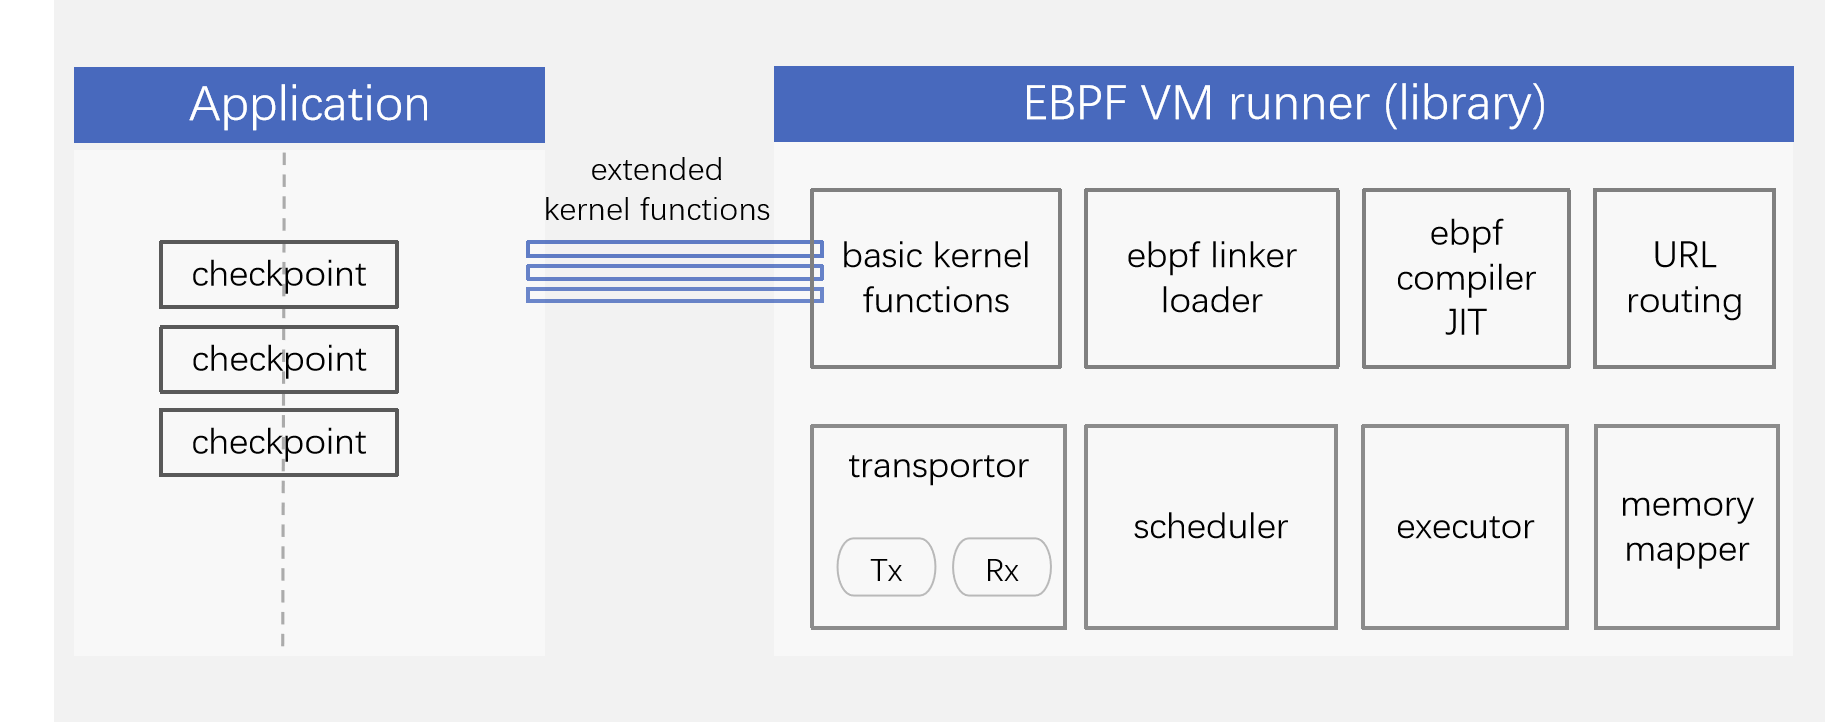 Application
EBPF VM runner (library)
extended
kernel functions
checkpoint
checkpoint
checkpoint
basic kernel
functions
ebpf linker
loader
ebpf
compiler
JIT
URL
routing
transportor
Tx
Rx
scheduler
executor
memory
mapper